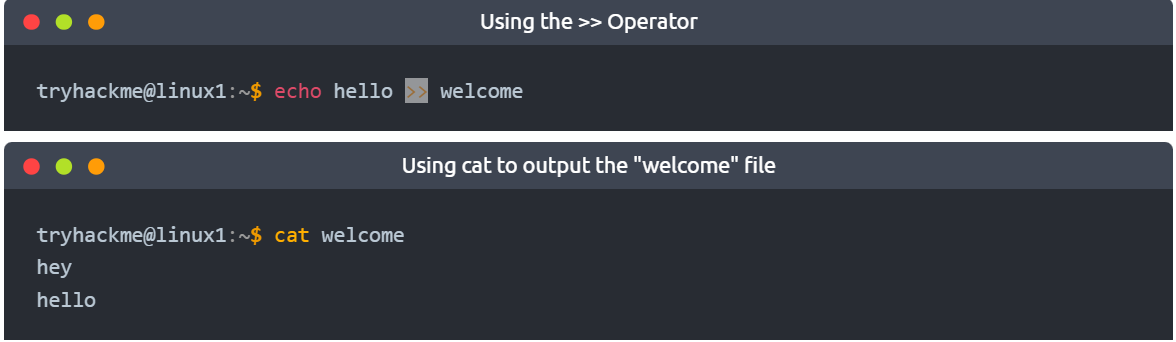 Using the >> Operator
tryhackme@linux1:~$ echo hello >> welcome
Using cat to output the "welcome" file
tryhackme@linux1:~$ cat welcome
hey
hello